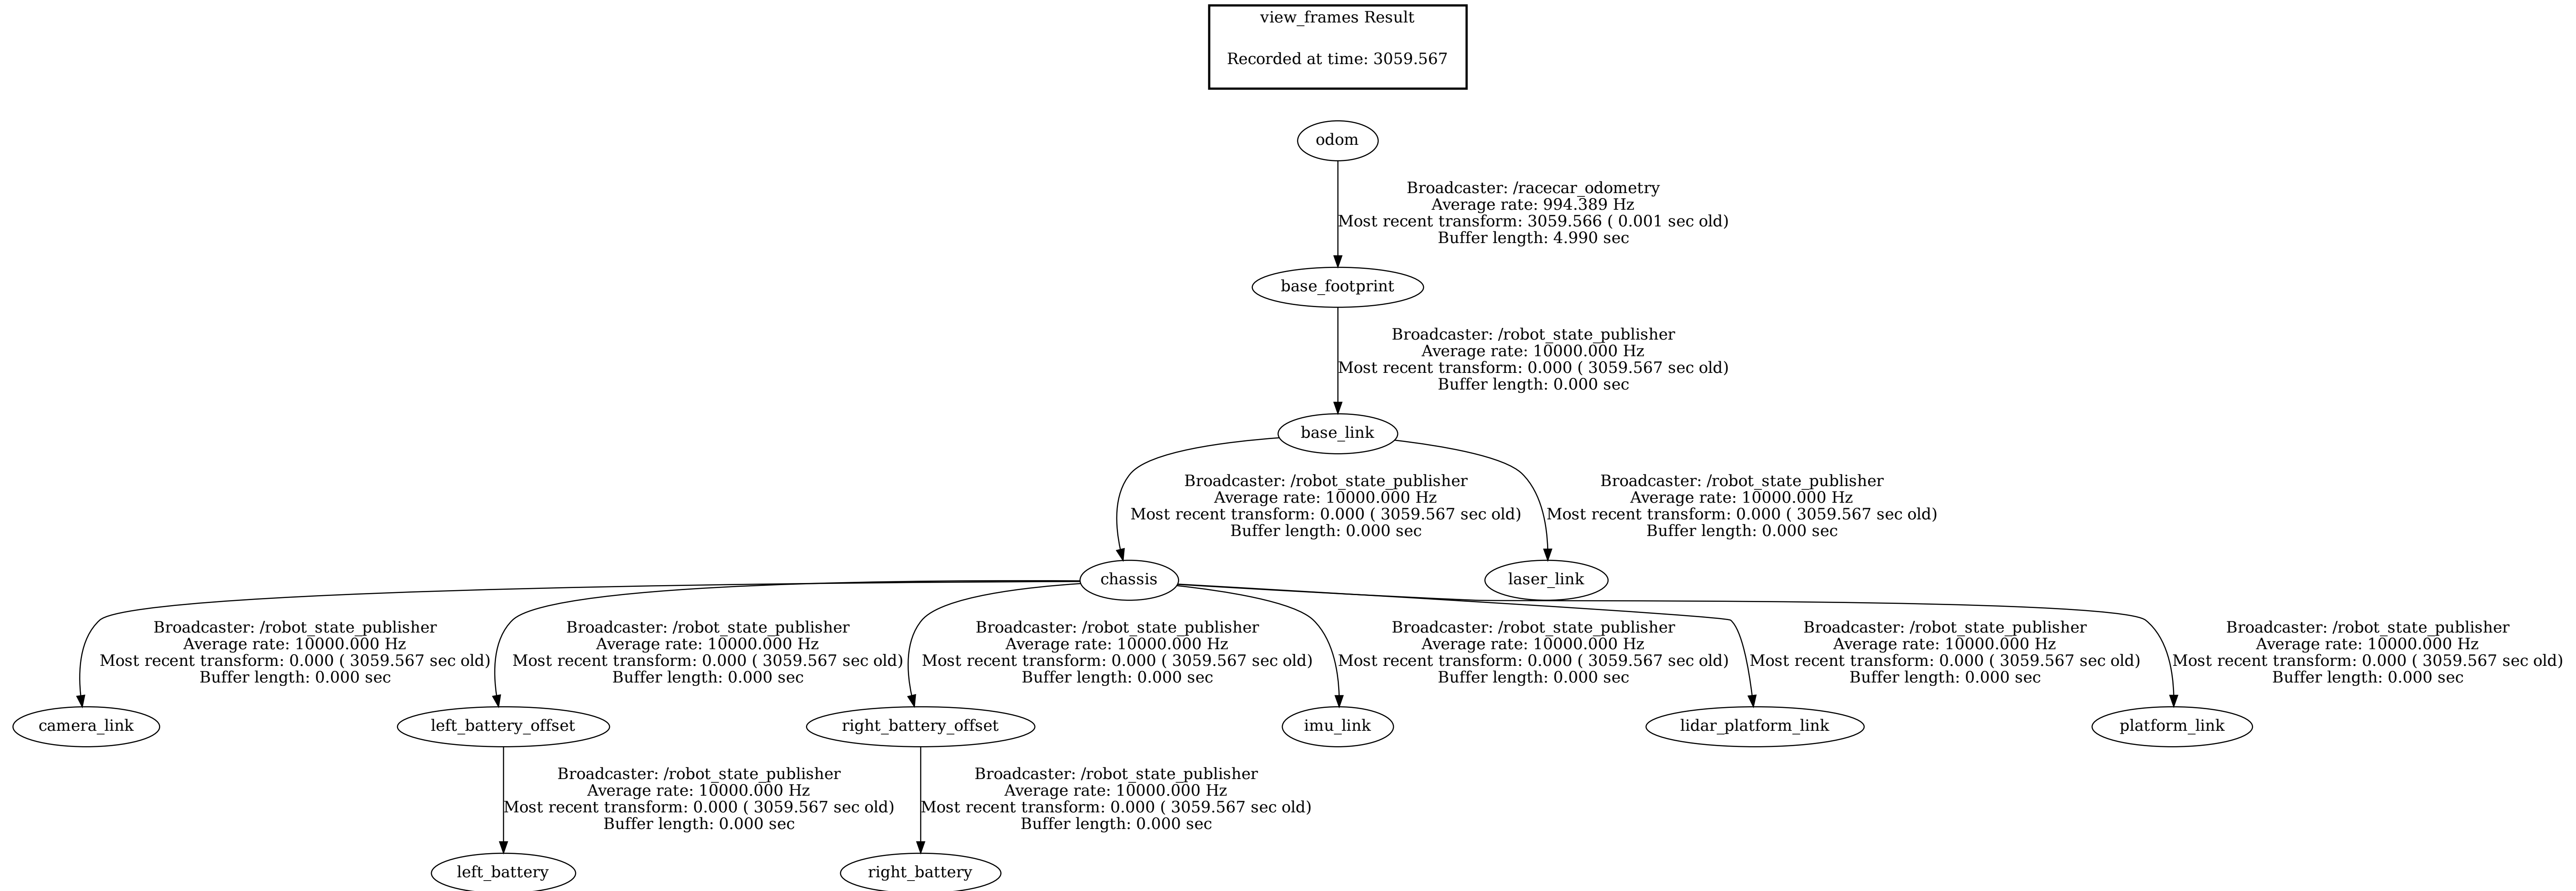 view_frames Result
Recorded at time: 3059.567
odom
Broadcaster: /racecar_odometry
Average rate: 994.389 Hz
Most recent transform: 3059.566 ( 0.001 sec old)
Buffer length: 4.990 sec
base_footprint
Broadcaster: /robot_state_publisher
Average rate: 10000.000 Hz
Most recent transform: 0.000 ( 3059.567 sec old)
Buffer length: 0.000 sec
base_link
Broadcaster: /robot_state_publisher
Average rate: 10000.000 Hz
Most recent transform: 0.000 ( 3059.567 sec old)
Buffer length: 0.000 sec
Broadcaster: /robot_state_publisher
Average rate: 10000.000 Hz
Most recent transform: 0.000 ( 3059.567 sec old)
Buffer length: 0.000 sec
chassis
laser_link
Broadcaster: /robot_state_publisher
Average rate: 10000.000 Hz
Most recent transform: 0.000 ( 3059.567 sec old)
Buffer length: 0.000 sec
Broadcaster: /robot_state_publisher
Average rate: 10000.000 Hz
Most recent transform: 0.000 ( 3059.567 sec old)
Buffer length: 0.000 sec
Broadcaster: /robot_state_publisher
Average rate: 10000.000 Hz
Most recent transform: 0.000 ( 3059.567 sec old)
Buffer length: 0.000 sec
Broadcaster: /robot_state_publisher
Average rate: 10000.000 Hz
Most recent transform: 0.000 ( 3059.567 sec old)
Buffer length: 0.000 sec
Broadcaster: /robot_state_publisher
Average rate: 10000.000 Hz
Most recent transform: 0.000 ( 3059.567 sec old)
Buffer length: 0.000 sec
Broadcaster: /robot_state_publisher
Average rate: 10000.000 Hz
Most recent transform: 0.000 ( 3059.567 sec old)
Buffer length: 0.000 sec
camera_link
left_battery_offset
right_battery_offset
imu_link
lidar_platform_link
platform_link
Broadcaster: /robot_state_publisher
Average rate: 10000.000 Hz
Most recent transform: 0.000 ( 3059.567 sec old)
Buffer length: 0.000 sec
Broadcaster: /robot_state_publisher
Average rate: 10000.000 Hz
Most recent transform: 0.000 ( 3059.567 sec old)
Buffer length: 0.000 sec
left_battery
right_battery